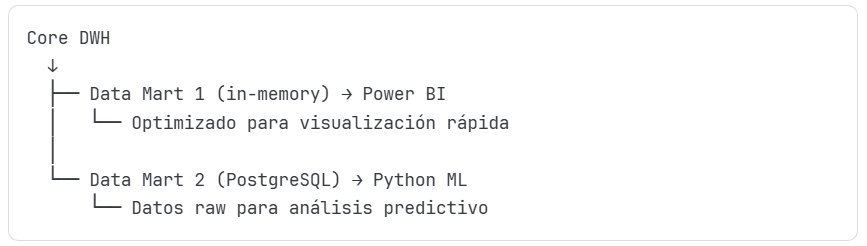 Core DWH
↓
├── Data Mart 1 (in-memory) → Power BI
│   └── Optimizado para visualización rápida
│
└── Data Mart 2 (PostgreSQL) → Python ML
    └── Datos raw para análisis predictivo